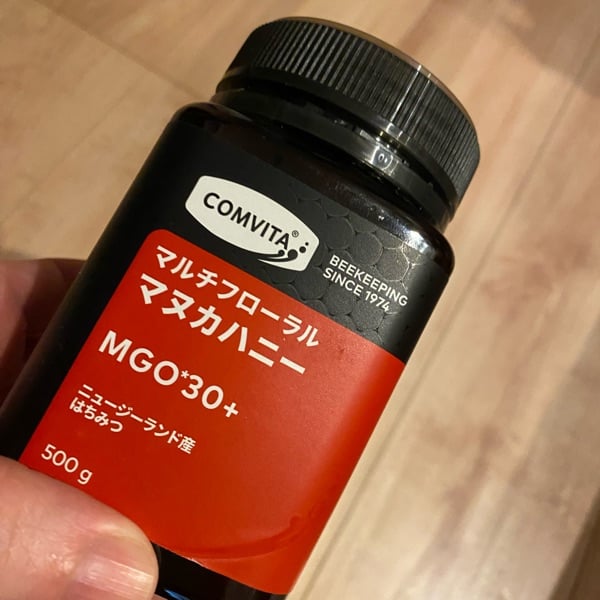 COMVITA®
BEEKEEPING
SINCE 1974
マルチフローラル
マヌカハニー
MGO*30+
ニュージーランド産
はちみつ
500 g